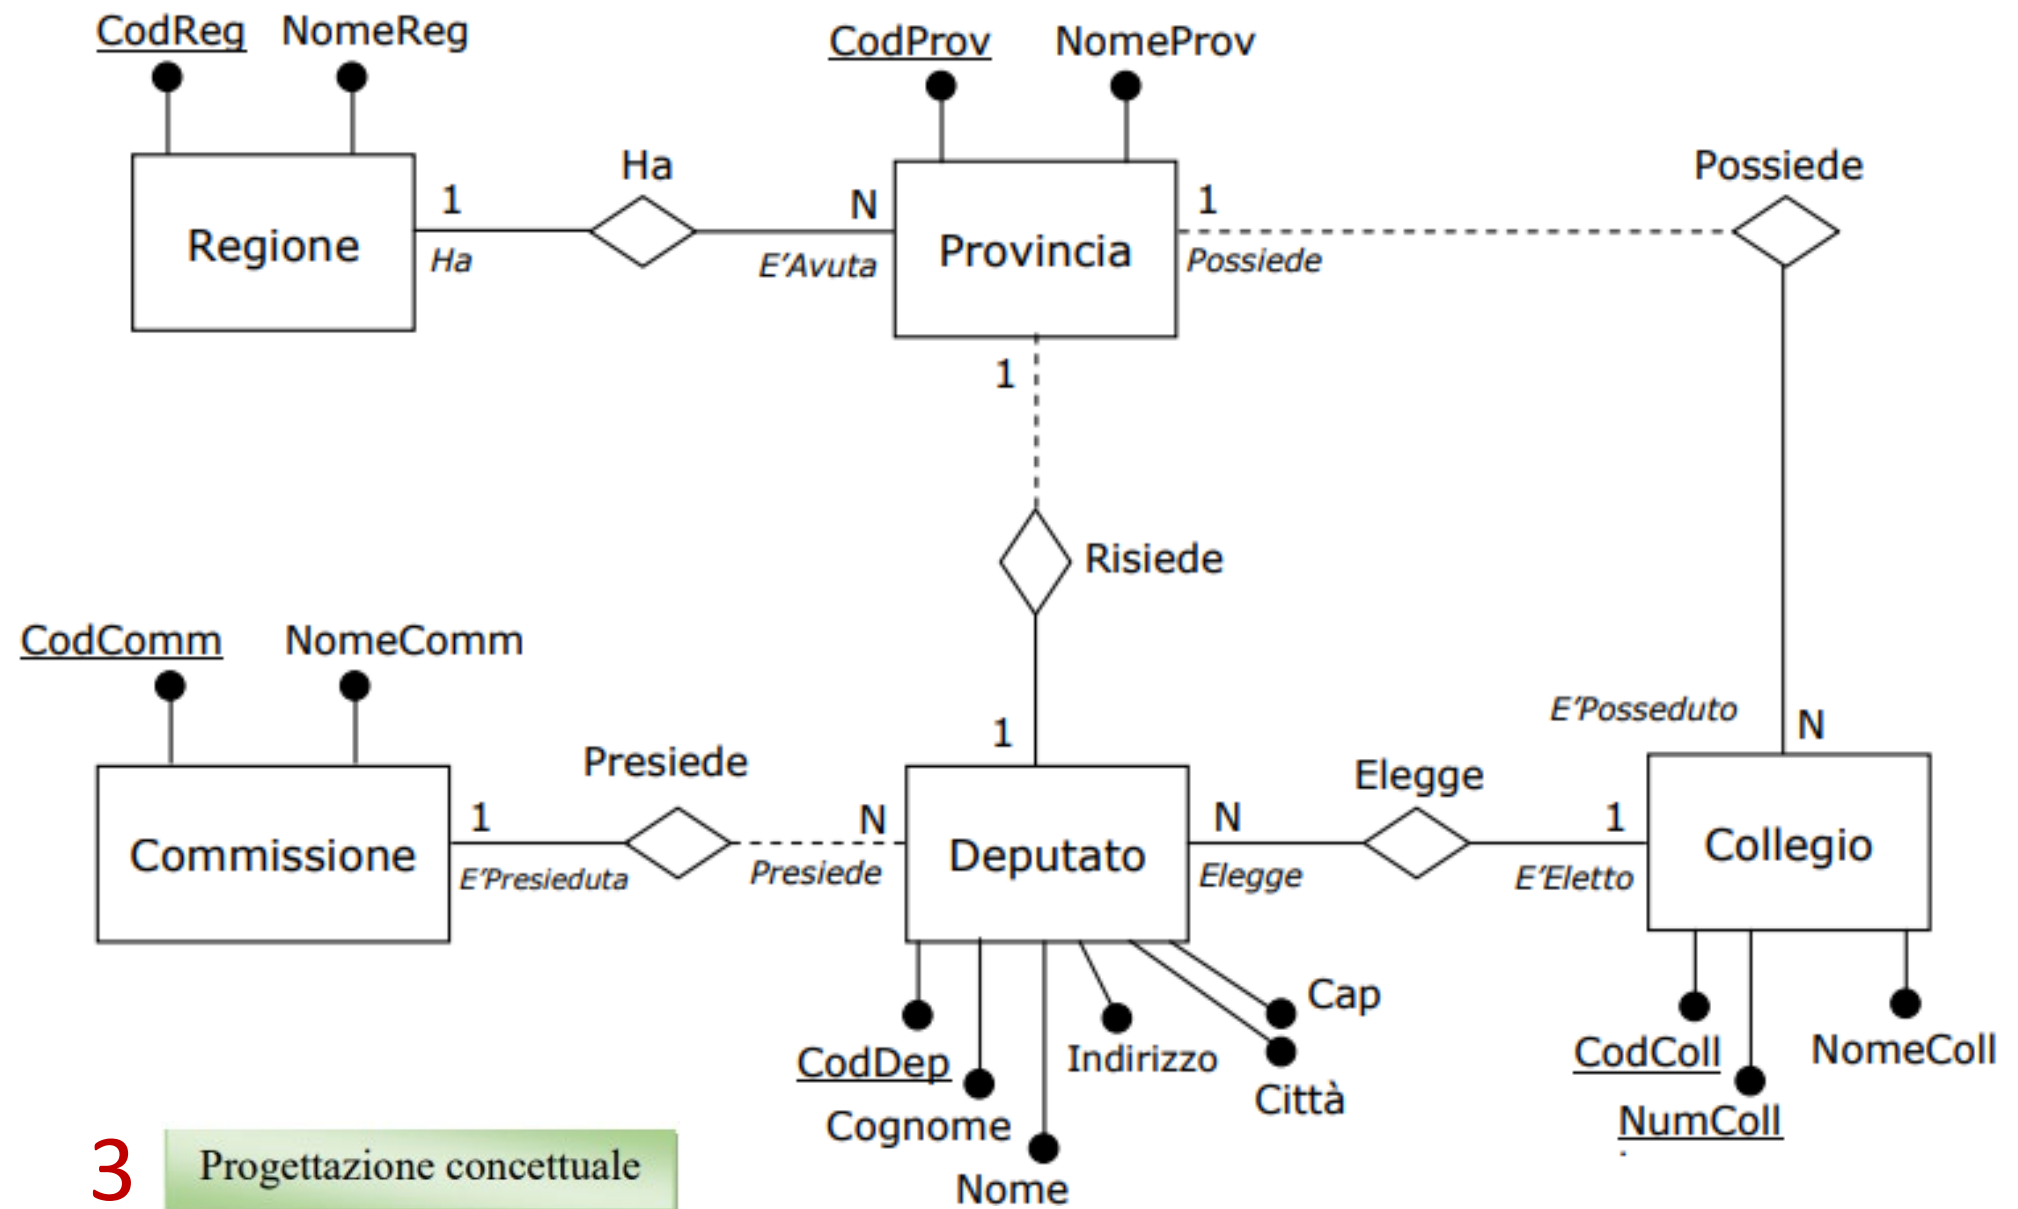 CodReg NomeReg
CodProv NomeProv
Ha
Possiede
1
N
1
Regione
Ha
E'Avuta
Provincia
Possiede
1
Risiede
CodComm NomeComm
E'Posseduto
N
1
Presiede
Elegge
1
N
N
1
Commissione
E'Presieduta
Presiede
Deputato
Elegge
E'Eletto
Collegio
Cap
CodDep
Indirizzo
Città
CodColl
NomeColl
Cognome
NumColl
Nome
3 Progettazione concettuale